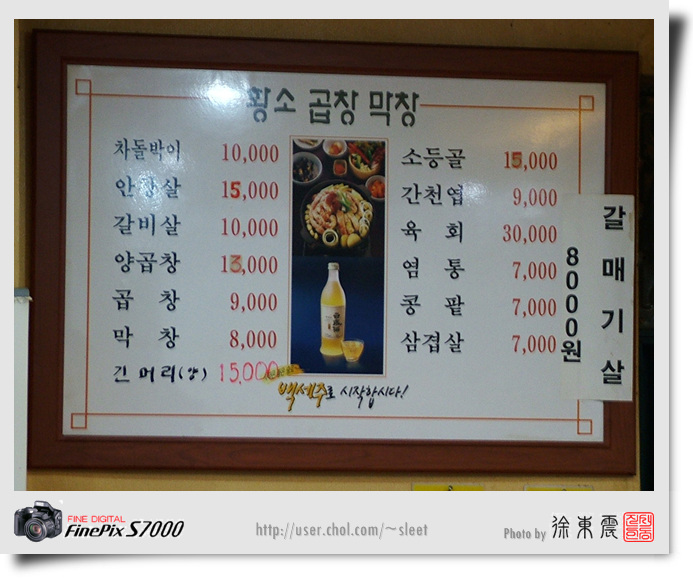 황소 곱창 막창
차돌박이 10,000
안창살 15,000
갈비살 10,000
양곱창 13,000
곱 창 9,000
막 창 8,000
긴머리(양) 15,000
소등골 15,000
간천엽 9,000
육 회 30,000
염 통 7,000
콩 팥 7,000
삼겹살 7,000
갈매기살
8000원
백세주로 시작합시다!
FINE DIGITAL
FinePix S7000
http://user.chol.com/~sleet
Photo by 徐東震